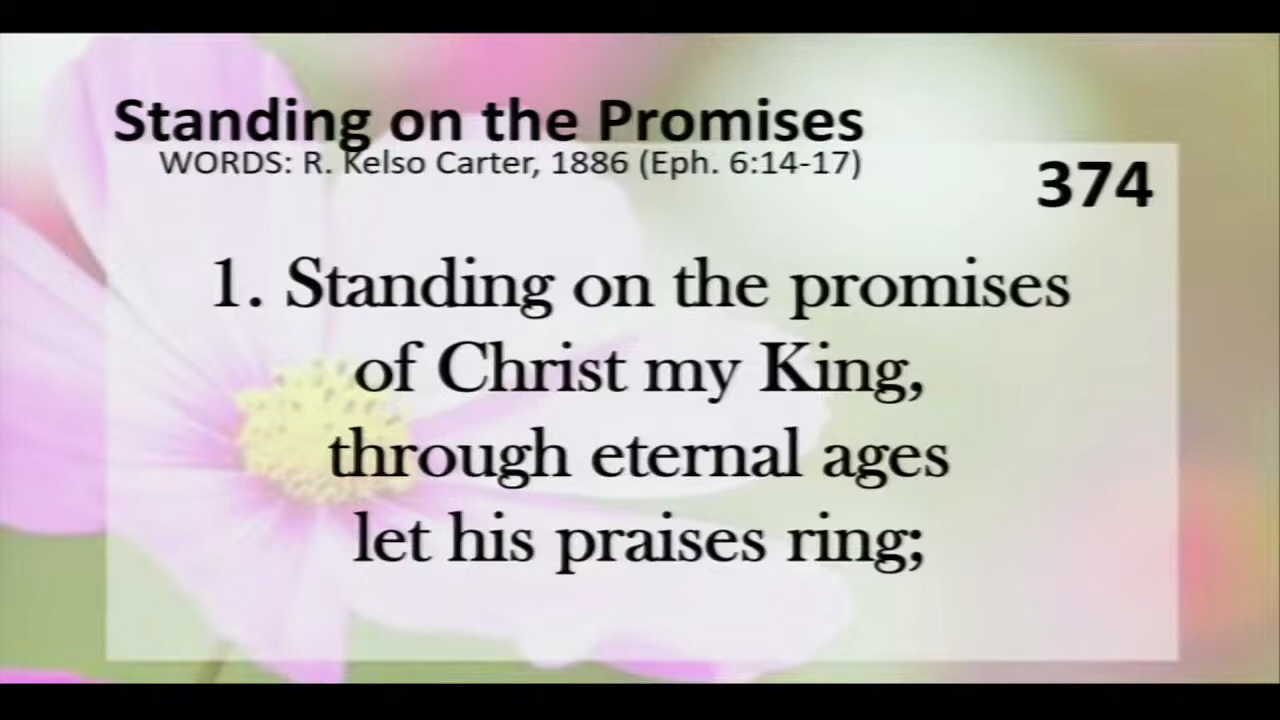 Standing on the Promises
WORDS: R. Kelso Carter, 1886 (Eph. 6:14-17)
374
1. Standing on the promises
of Christ my King,
through eternal ages
let his praises ring;